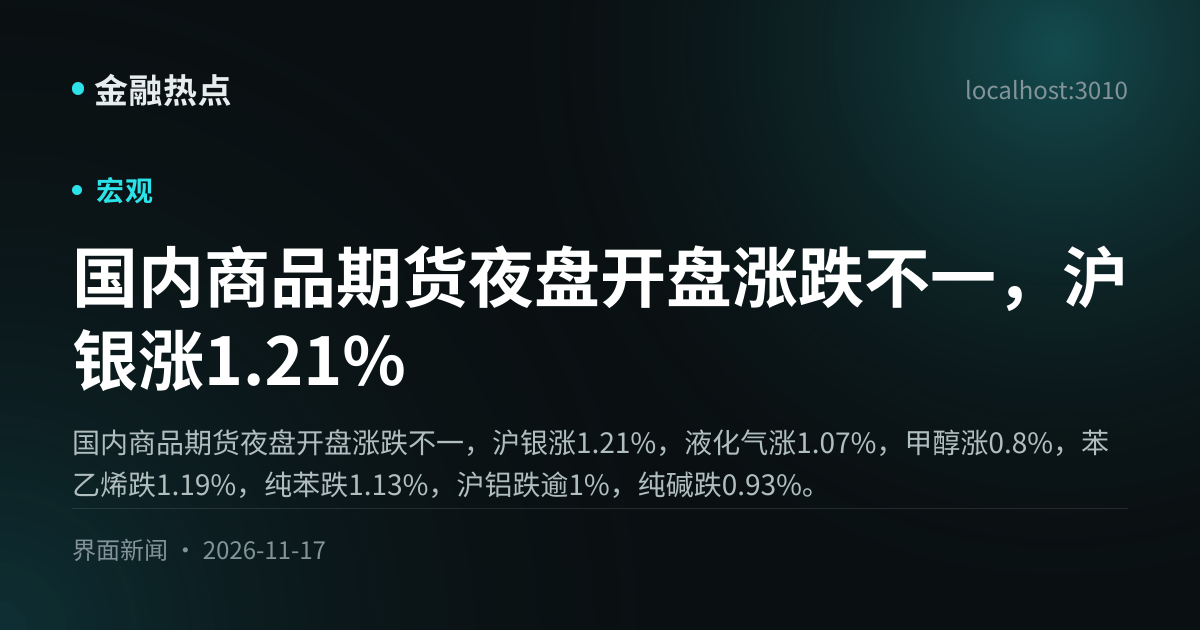 金融热点
localhost:3010
宏观
国内商品期货夜盘开盘涨跌不一，沪
银涨1.21%
国内商品期货夜盘开盘涨跌不一，沪银涨1.21%，液化气涨1.07%，甲醇涨0.8%，苯
乙烯跌1.19%，纯苯跌1.13%，沪铝跌逾1%，纯碱跌0.93%。
界面新闻 • 2026-11-17